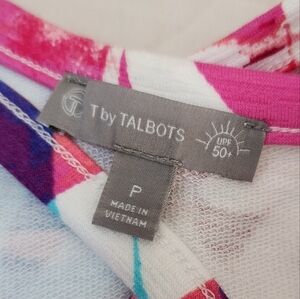 T by TALBOTS
UPF
50+
P
MADE IN
VIETNAM